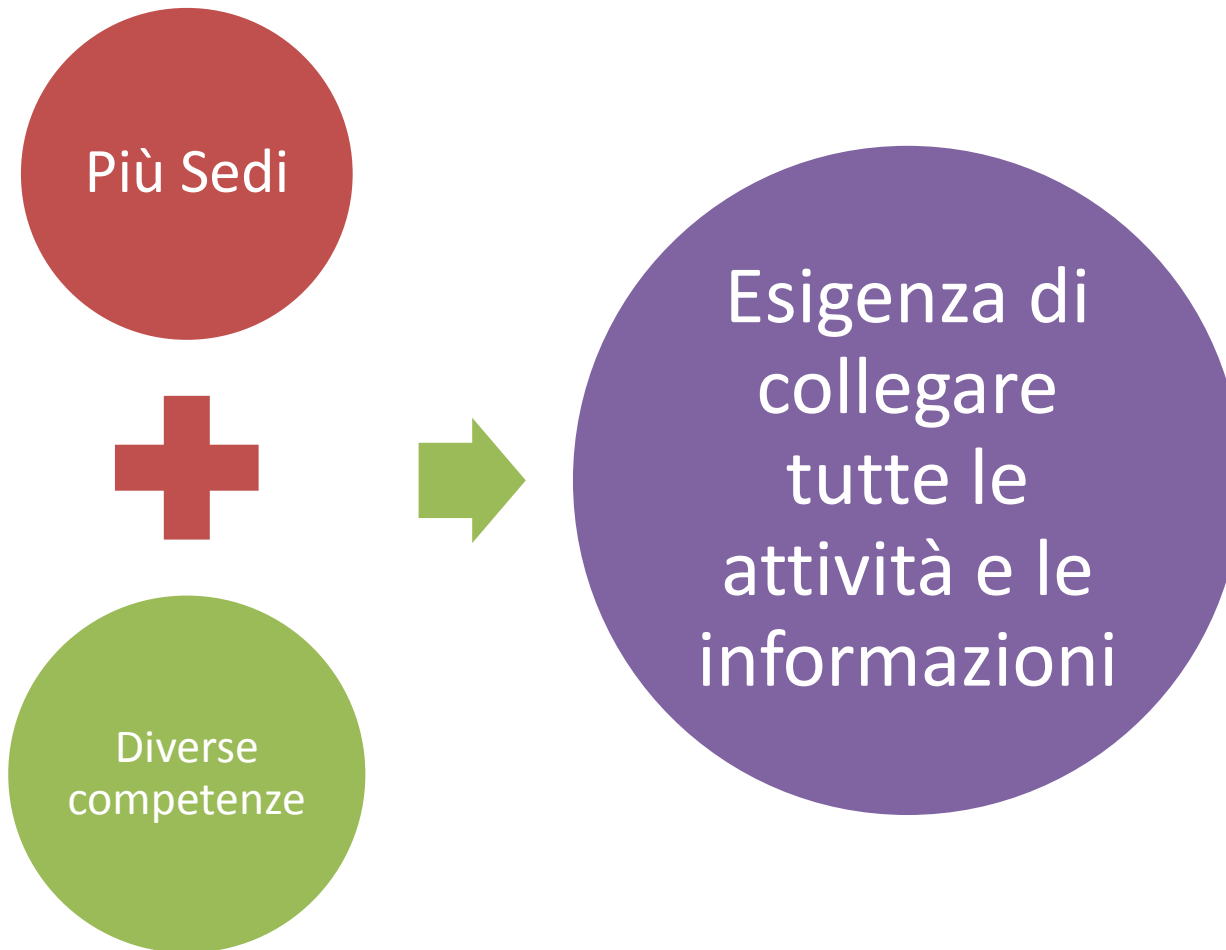 Più Sedi
Diverse
competenze
Esigenza di
collegare
tutte le
attività e le
informazioni